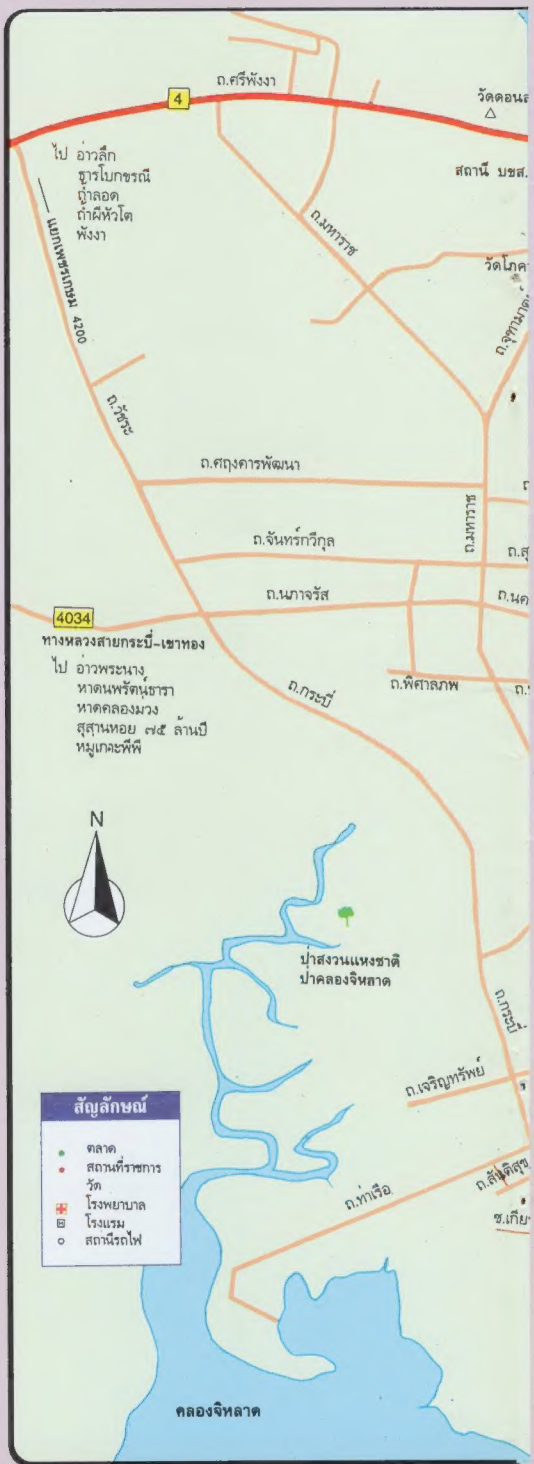 ถ.ศรีพังงา
4
วัดดอนส
ไป อ่าวลึก
ธารโบกขรณี
ถ้ำลอด
ถ้ำผีหัวโต
พังงา
สถานี บขส.
ถ.มหาราช
แยกเพชรเกษม 4200
วัดโภคา
ถ.จุฑามาตย์
ถ.วัชระ
ถ.ศฤงคารพัฒนา
ถ.มหาราช
ถ.จันทร์กวีกุล
ถ.สุ
ถ.นภาจรัส
ถ.นค
4034
ทางหลวงสายกระบี่-เขาทอง
ไป อ่าวพระนาง
หาดนพรัตน์ธารา
หาดคลองมวง
สุสานหอย ๗๕ ล้านปี
หมู่เกาะพีพี
ถ.กระบี่
ถ.พิศาลภพ
N
ป่าสงวนแห่งชาติ
ป่าคลองจิหลาด
ถ.กระบี่
ถ.เจริญทรัพย์
สัญลักษณ์
ตลาด
สถานที่ราชการ
วัด
โรงพยาบาล
H โรงแรม
สถานีรถไฟ
ถ.ท่าเรือ
ถ.สันติสุข
ซ.เกีย
คลองจิหลาด